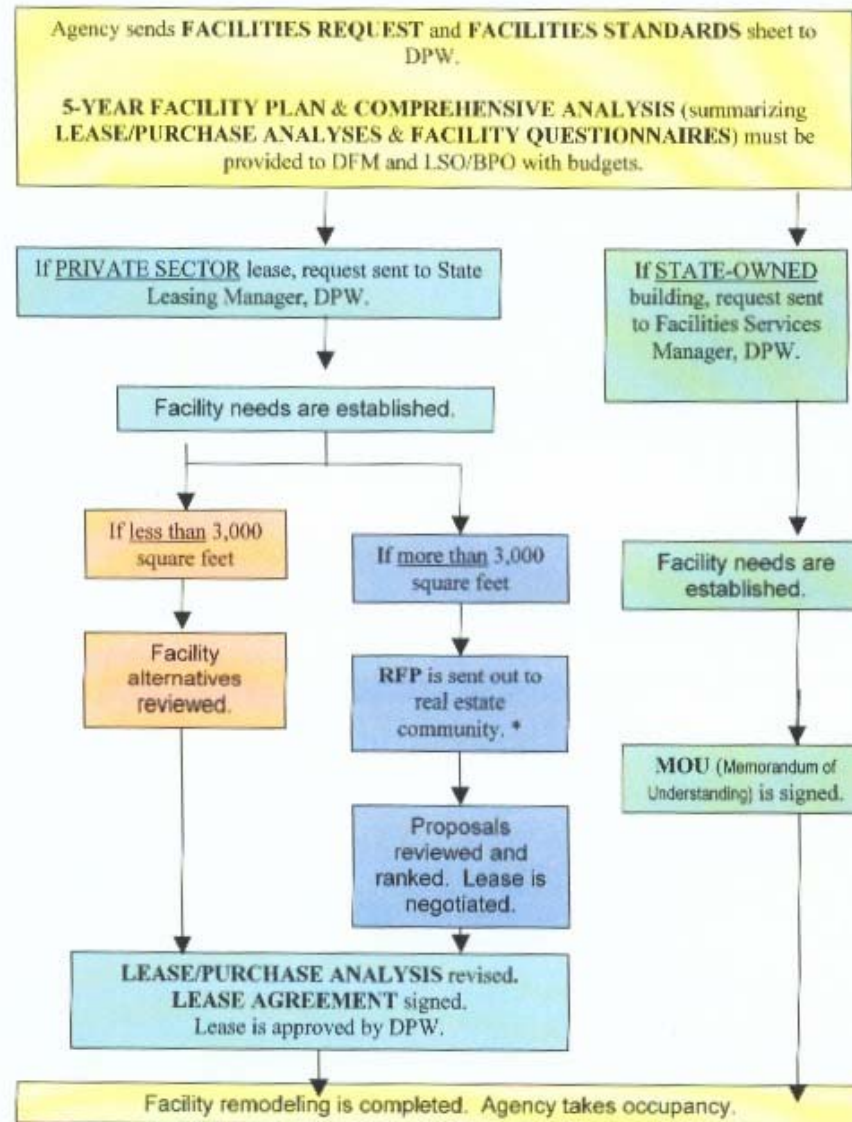 Agency sends FACILITIES REQUEST and FACILITIES STANDARDS sheet to
DPW.
5-YEAR FACILITY PLAN & COMPREHENSIVE ANALYSIS (summarizing
LEASE/PURCHASE ANALYSES & FACILITY QUESTIONNAIRES) must be
provided to DFM and LSO/BPO with budgets.
If PRIVATE SECTOR lease, request sent to State
Leasing Manager, DPW.
If STATE-OWNED
building, request sent
to Facilities Services
Manager, DPW.
Facility needs are established.
If less than 3,000
square feet
If more than 3,000
square feet
Facility needs are
established.
Facility
alternatives
reviewed.
RFP is sent out to
real estate
community. *
MOU (Memorandum of
Understanding) is signed.
Proposals
reviewed and
ranked. Lease is
negotiated.
LEASE/PURCHASE ANALYSIS revised.
LEASE AGREEMENT signed.
Lease is approved by DPW.
Facility remodeling is completed. Agency takes occupancy.